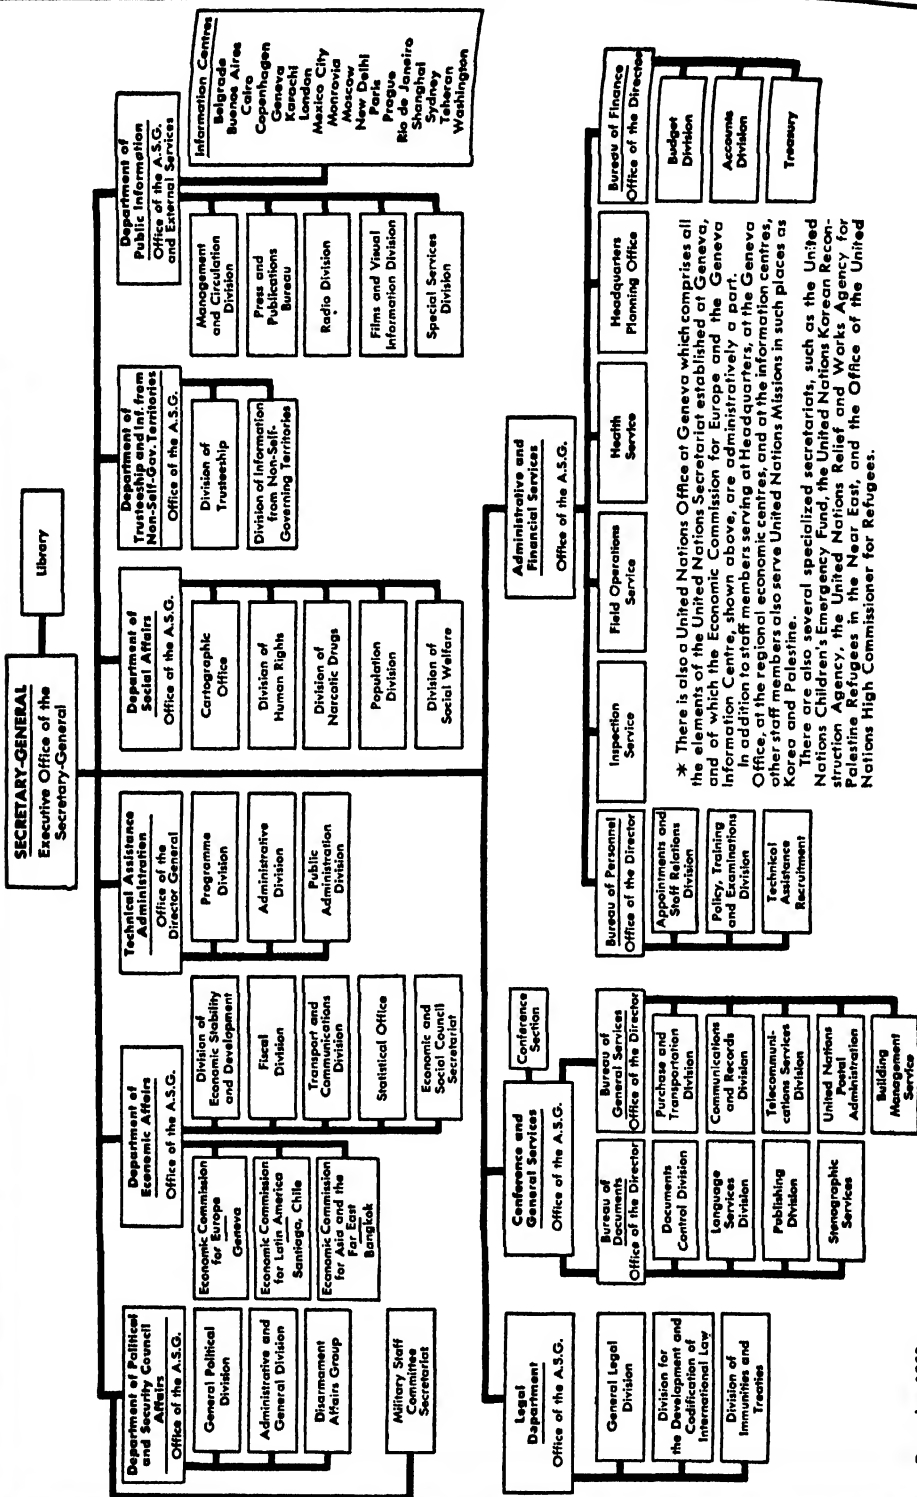 SECRETARY-GENERAL
Executive Office of the
Secretary-General
Library
Department of Political
and Security Council
Affairs
Office of the A.S.G.
General Political
Division
Administrative and
General Division
Disarmament
Affairs Group
Military Staff
Committee
Secretariat
Department of
Economic Affairs
Office of the A.S.G.
Economic Commission
for Europe
Geneva
Economic Commission
for Latin America
Santiago, Chile
Economic Commission
for Asia and the
Far East
Bangkok
Division of
Economic Stability
and Development
Fiscal
Division
Transport and
Communications
Division
Statistical Office
Economic and
Social Council
Secretariat
Technical Assistance
Administration
Office of the
Director General
Programme
Division
Administrative
Division
Public
Administration
Division
Department of
Social Affairs
Office of the A.S.G.
Cartographic
Office
Division of
Human Rights
Division of
Narcotic Drugs
Population
Division
Division of
Social Welfare
Department of
Trusteeship and Inf. from
Non-Self-Gov. Territories
Office of the A.S.G.
Division of
Trusteeship
Division of Information
from Non-Self-
Governing Territories
Department of
Public Information
Office of the A.S.G.
and External Services
Management
and Circulation
Division
Press and
Publications
Bureau
Radio Division
Films and Visual
Information Division
Special Services
Division
Information Centres
Belgrade
Buenos Aires
Cairo
Copenhagen
Geneva
Karachi
London
Mexico City
Monrovia
Moscow
New Delhi
Paris
Prague
Rio de Janeiro
Shanghai
Sydney
Teheran
Washington
Legal
Department
Office of the A.S.G.
General Legal
Division
Division for
the Development and
Codification of
International Law
Division of
Immunities and
Treaties
Conference and
General Services
Office of the A.S.G.
Conference
Section
Bureau of
Documents
Office of the Director
Documents
Control Division
Language
Services
Division
Publishing
Division
Stenographic
Services
Bureau of
General Services
Office of the Director
Purchase and
Transportation
Division
Communications
and Records
Division
Telecommuni-
cations Services
Division
United Nations
Postal
Administration
Building
Management
Service
Administrative and
Financial Services
Office of the A.S.G.
Bureau of Personnel
Office of the Director
Appointments and
Staff Relations
Division
Policy, Training
and Examinations
Division
Technical
Assistance
Recruitment
Inspection
Service
Field Operations
Service
Health
Service
Headquarters
Planning Office
Bureau of Finance
Office of the Director
Budget
Division
Accounts
Division
Treasury
* There is also a United Nations Office at Geneva which comprises all
the elements of the United Nations Secretariat established at Geneva,
and of which the Economic Commission for Europe and the Geneva
Information Centre, shown above, are administratively a part.
In addition to staff members serving at Headquarters, at the Geneva
Office, at the regional economic centres, and at the information centres,
other staff members also serve United Nations Missions in such places as
Korea and Palestine.
There are also several specialized secretariats, such as the United
Nations Children's Emergency Fund, the United Nations Korean Recon-
struction Agency, the United Nations Relief and Works Agency for
Palestine Refugees in the Near East, and the Office of the United
Nations High Commissioner for Refugees.